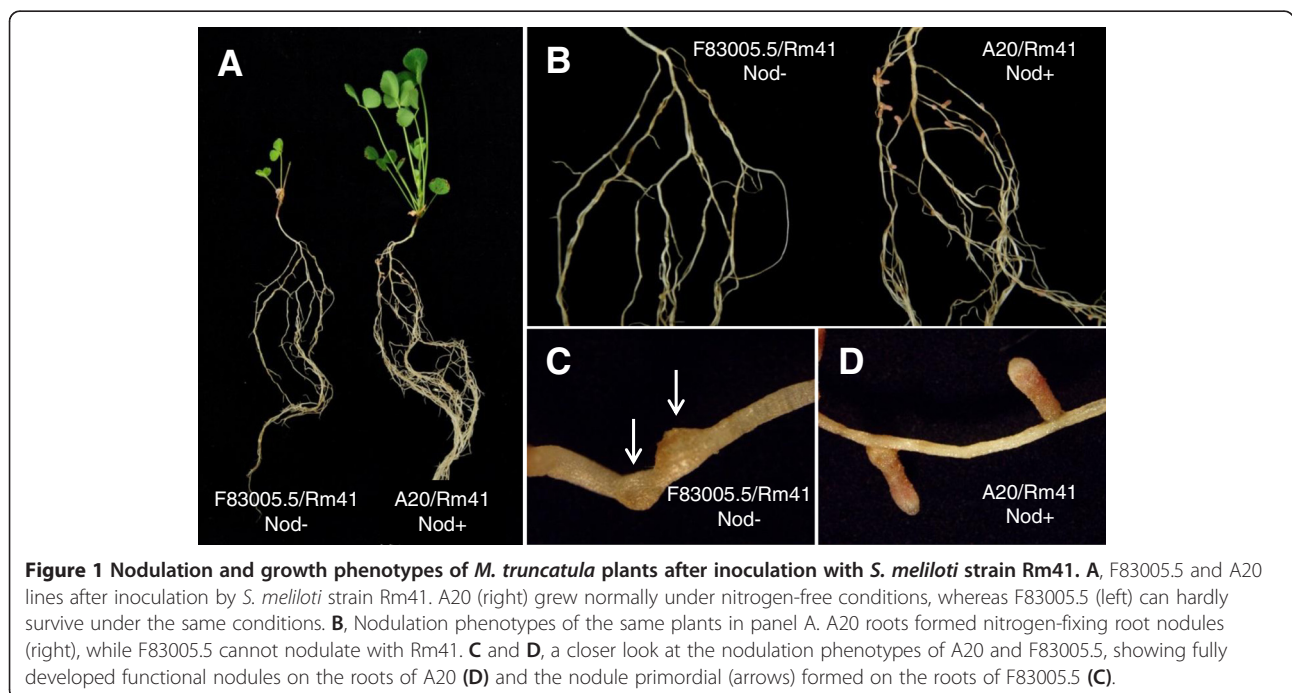 A
F83005.5/Rm41
Nod-
A20/Rm41
Nod+
B
F83005.5/Rm41
Nod-
A20/Rm41
Nod+
C
F83005.5/Rm41
Nod-
D
A20/Rm41
Nod+
Figure 1 Nodulation and growth phenotypes of M. truncatula plants after inoculation with S. meliloti strain Rm41. A, F83005.5 and A20
lines after inoculation by S. meliloti strain Rm41. A20 (right) grew normally under nitrogen-free conditions, whereas F83005.5 (left) can hardly
survive under the same conditions. B, Nodulation phenotypes of the same plants in panel A. A20 roots formed nitrogen-fixing root nodules
(right), while F83005.5 cannot nodulate with Rm41. C and D, a closer look at the nodulation phenotypes of A20 and F83005.5, showing fully
developed functional nodules on the roots of A20 (D) and the nodule primordial (arrows) formed on the roots of F83005.5 (C).